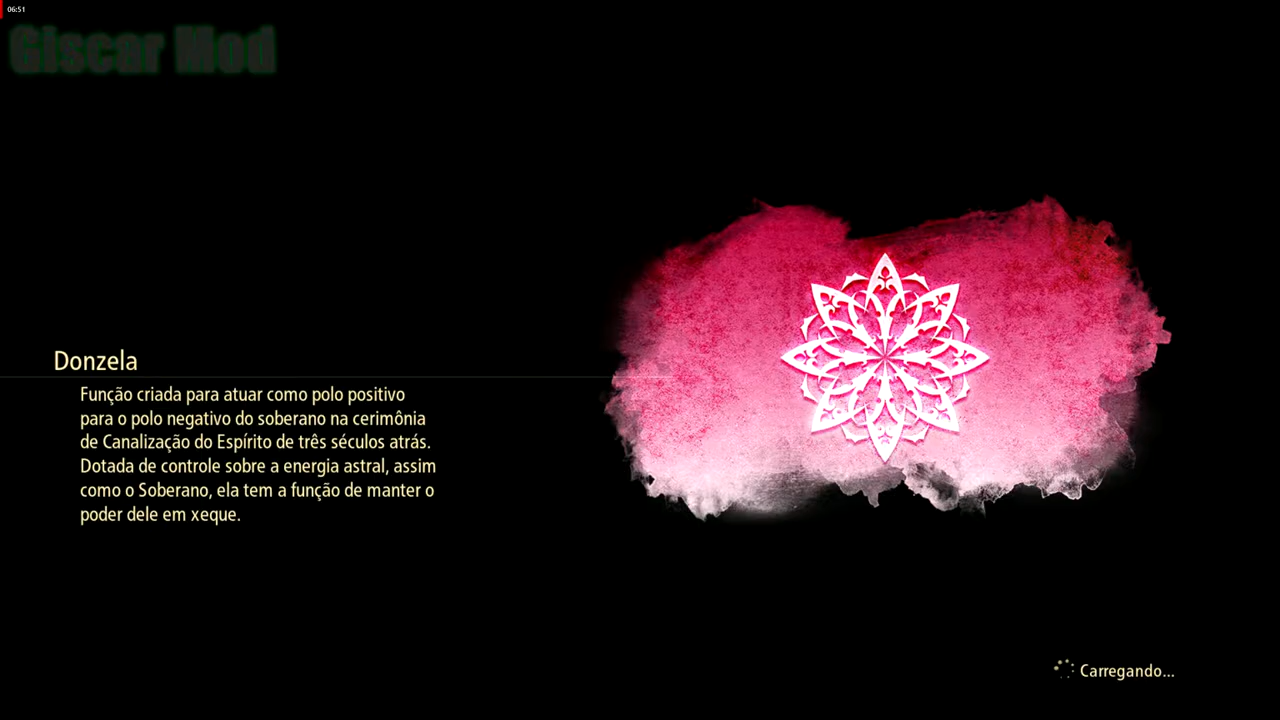 06:51
Giscar Mod
Donzela
Função criada para atuar como polo positivo
para o polo negativo do soberano na cerimônia
de Canalização do Espírito de três séculos atrás.
Dotada de controle sobre a energia astral, assim
como o Soberano, ela tem a função de manter o
poder dele em xeque.
Carregando...